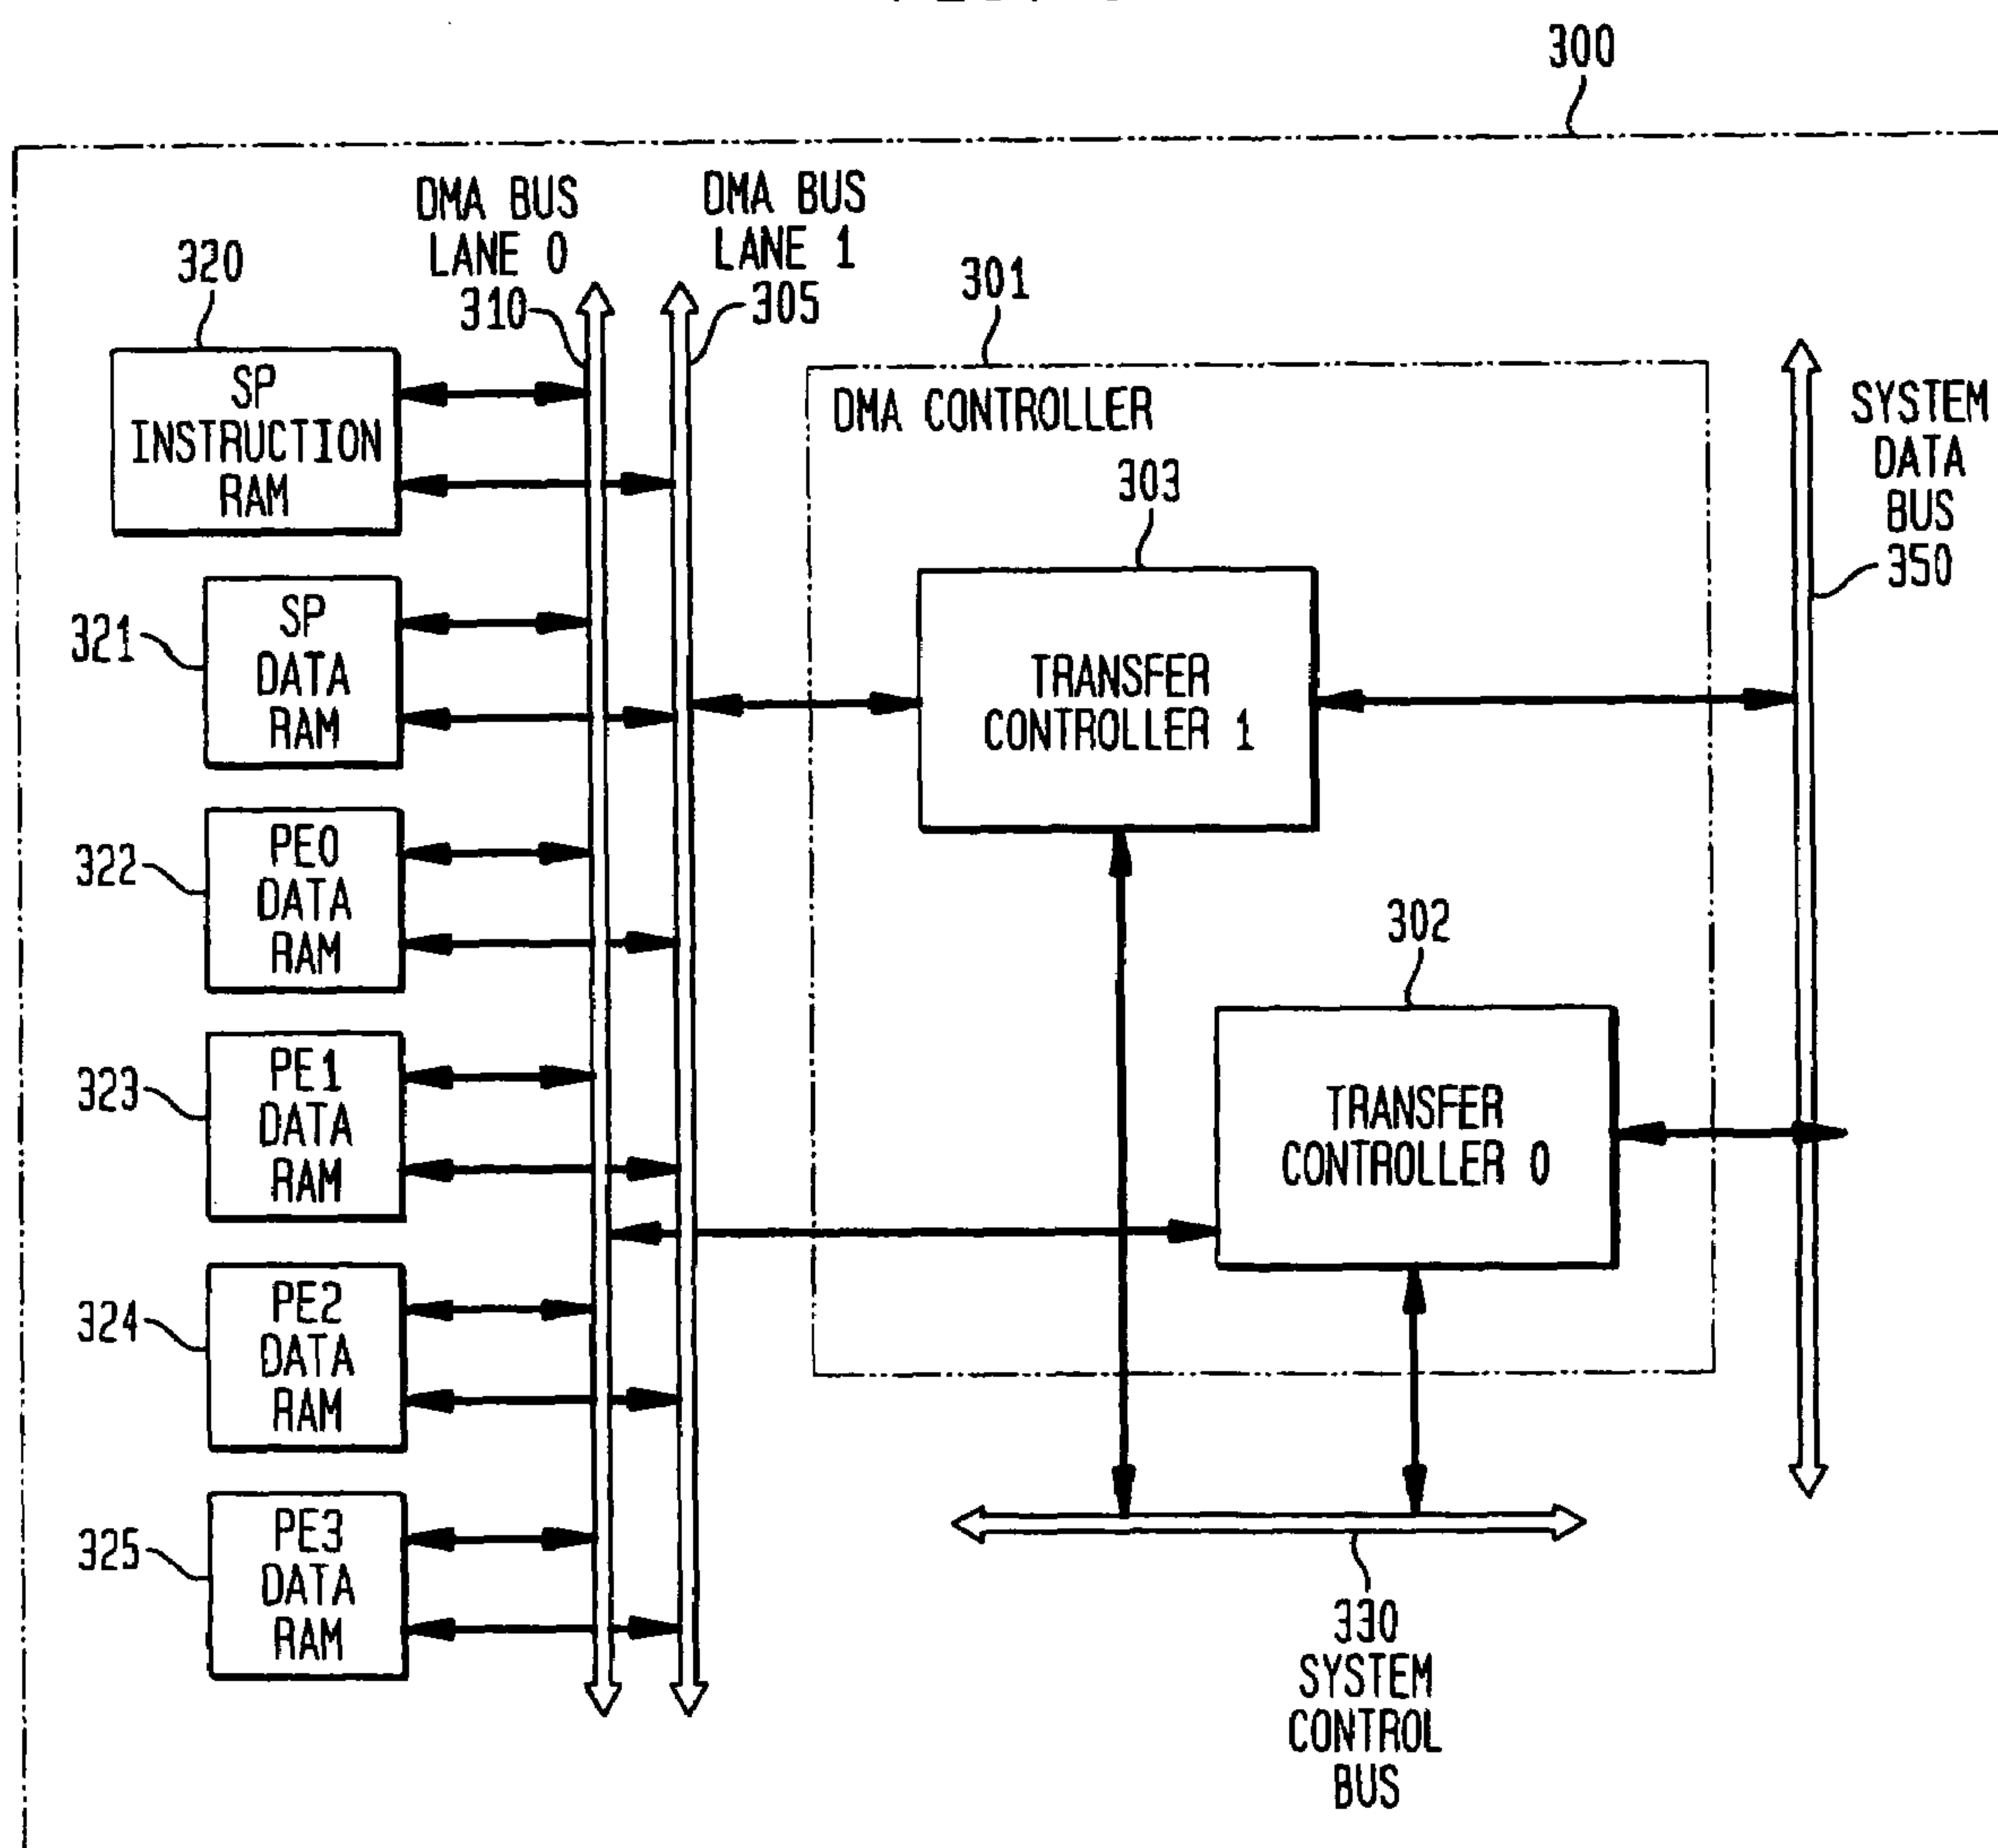 300
DMA BUS
LANE 0
310
DMA BUS
LANE 1
305
320
SP
INSTRUCTION
RAM
301
DMA CONTROLLER
SYSTEM
DATA
BUS
350
303
TRANSFER
CONTROLLER 1
321
SP
DATA
RAM
322
PE0
DATA
RAM
302
TRANSFER
CONTROLLER 0
323
PE1
DATA
RAM
324
PE2
DATA
RAM
325
PE3
DATA
RAM
330
SYSTEM
CONTROL
BUS